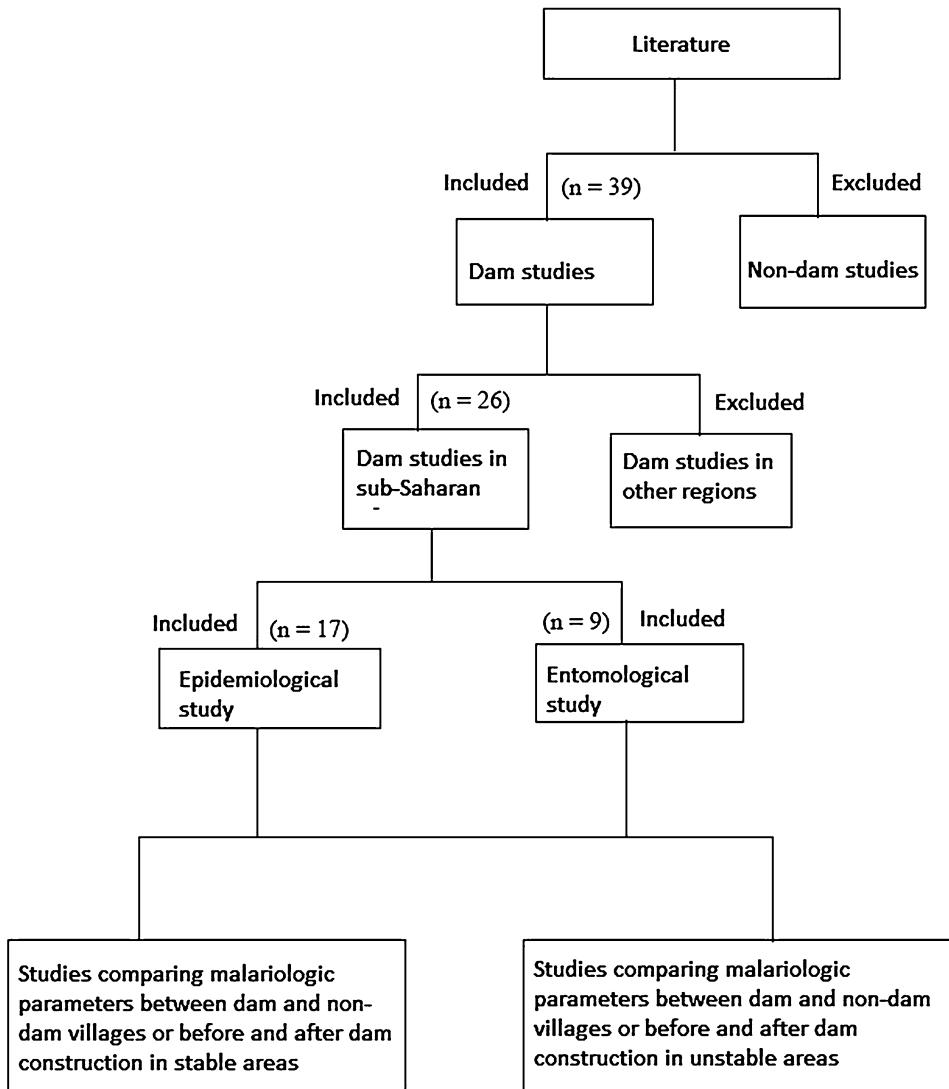 Literature
Included
(n = 39)
Excluded
Dam studies
Non-dam studies
Included
(n = 26)
Excluded
Dam studies in
sub-Saharan
-
Dam studies in
other regions
Included
(n = 17)
(n = 9)
Included
Epidemiological
study
Entomological
study
Studies comparing malariologic
parameters between dam and non-
dam villages or before and after dam
construction in stable areas
Studies comparing malariologic
parameters between dam and non-dam
villages or before and after dam
construction in unstable areas